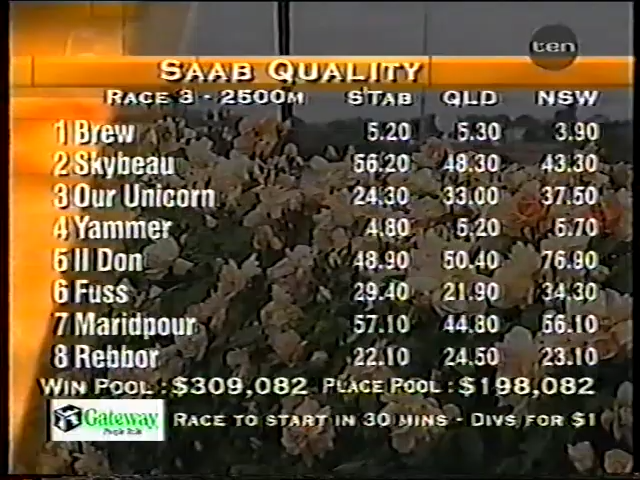 ten
SAAB QUALITY
RACE 3 - 2500M STAB QLD NSW
1 Brew 5.20 5.30 3.90
2 Skybeau 56.20 48.30 43.30
3 Our Unicorn 24.30 33.00 37.50
4 Yammer 4.80 5.20 5.70
5 Il Don 48.90 50.40 76.90
6 Fuss 29.40 21.90 34.30
7 Maridpour 57.10 44.80 56.10
8 Rebbor 22.10 24.50 23.10
WIN POOL : $309,082 PLACE POOL : $198,082
Gateway RACE TO START IN 30 MINS - DIVS FOR $1